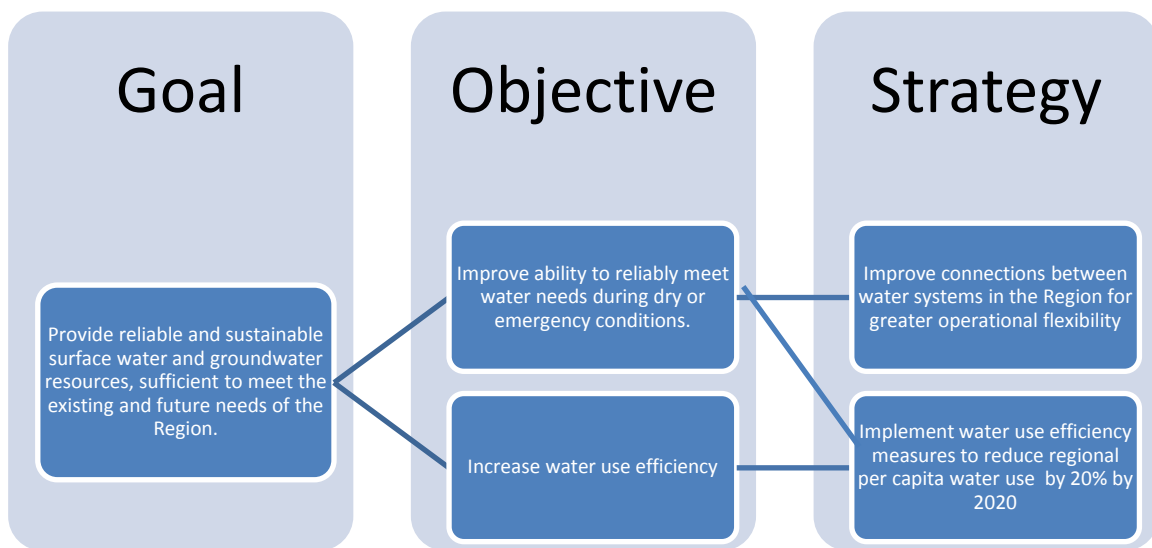 Goal
Objective
Strategy
Provide reliable and sustainable
surface water and groundwater
resources, sufficient to meet the
existing and future needs of the
Region.
Improve ability to reliably meet
water needs during dry or
emergency conditions.
Increase water use efficiency
Improve connections between
water systems in the Region for
greater operational flexibility
Implement water use efficiency
measures to reduce regional
per capita water use  by 20% by
2020